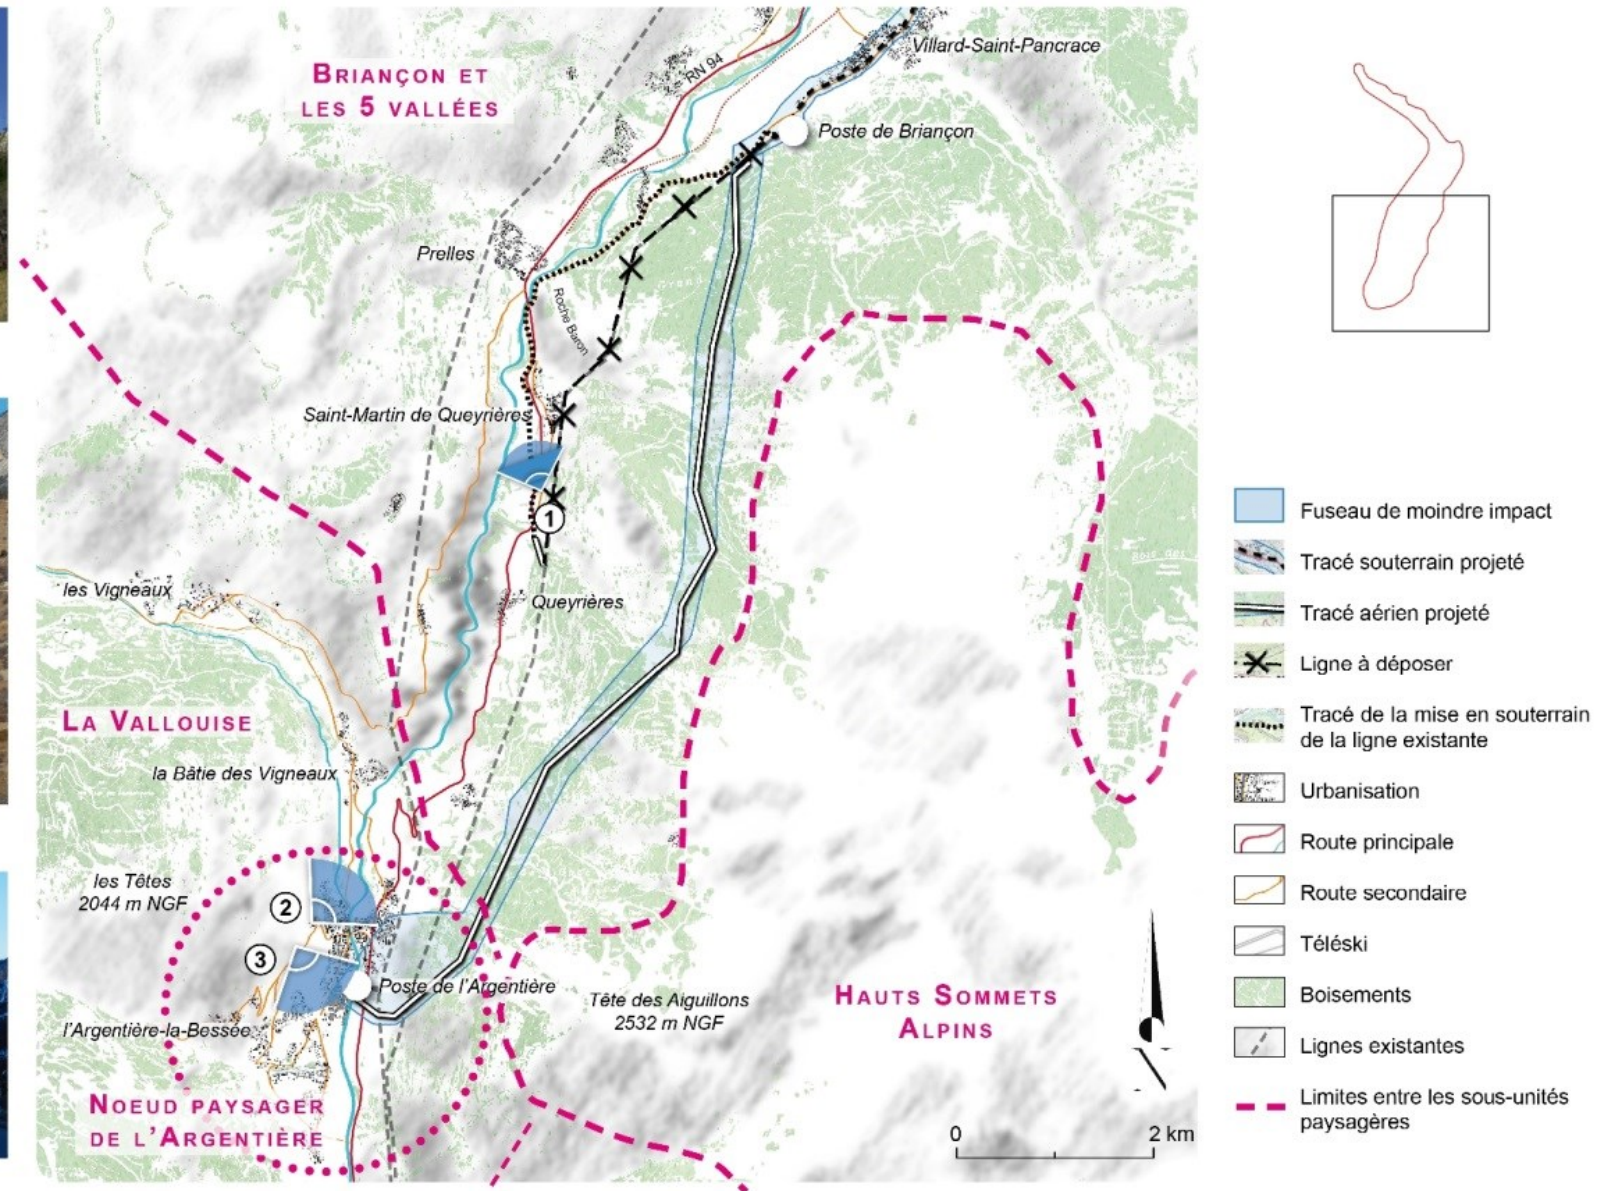 BRIANÇON ET
LES 5 VALLÉES
RN 94
Villard-Saint-Pancrace
Poste de Briançon
Prelles
Roche Baron
Saint-Martin de Queyrières
1
les Vigneaux
Queyrières
LA VALLOUISE
la Bâtie des Vigneaux
les Têtes
2044 m NGF
2
3
Poste de l'Argentière
l'Argentière-la-Bessée
Tête des Aiguillons
2532 m NGF
HAUTS SOMMETS
ALPINS
NOEUD PAYSAGER
DE L'ARGENTIÈRE
0 2 km
Fuseau de moindre impact
Tracé souterrain projeté
Tracé aérien projeté
Ligne à déposer
Tracé de la mise en souterrain
de la ligne existante
Urbanisation
Route principale
Route secondaire
Téléski
Boisements
Lignes existantes
Limites entre les sous-unités
paysagères